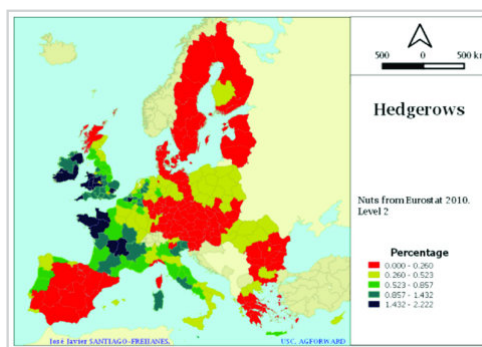 500 0 500 km
Hedgerows
Nuts from Eurostat 2010.
Level 2
Percentage
0.000 - 0.260
0.260 - 0.523
0.523 - 0.857
0.857 - 1.432
1.432 - 2.222
José Javier SANTIAGO-FREIJANES, USC, AGFORWARD